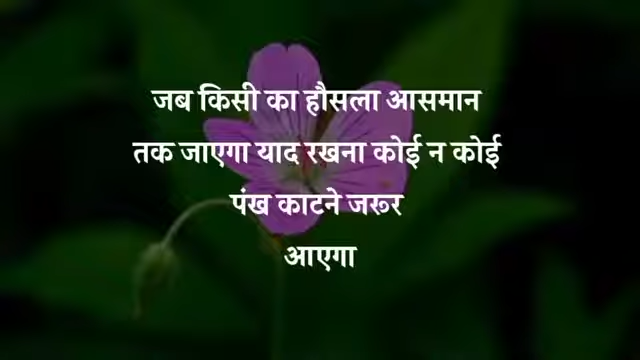 जब किसी का हौसला आसमान
तक जाएगा याद रखना कोई न कोई
पंख काटने जरूर
आएगा